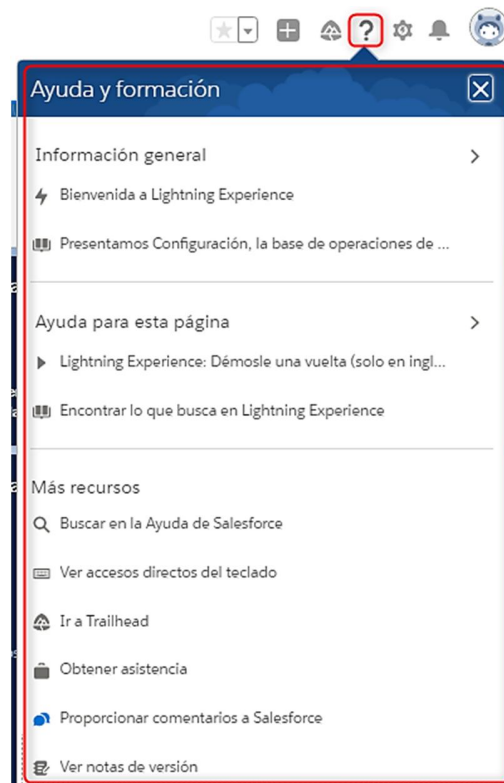 ?
Ayuda y formación
Información general
Bienvenida a Lightning Experience
Presentamos Configuración, la base de operaciones de ...
Ayuda para esta página
Lightning Experience: Démosle una vuelta (solo en ingl...
Encontrar lo que busca en Lightning Experience
Más recursos
Buscar en la Ayuda de Salesforce
Ver accesos directos del teclado
Ir a Trailhead
Obtener asistencia
Proporcionar comentarios a Salesforce
Ver notas de versión